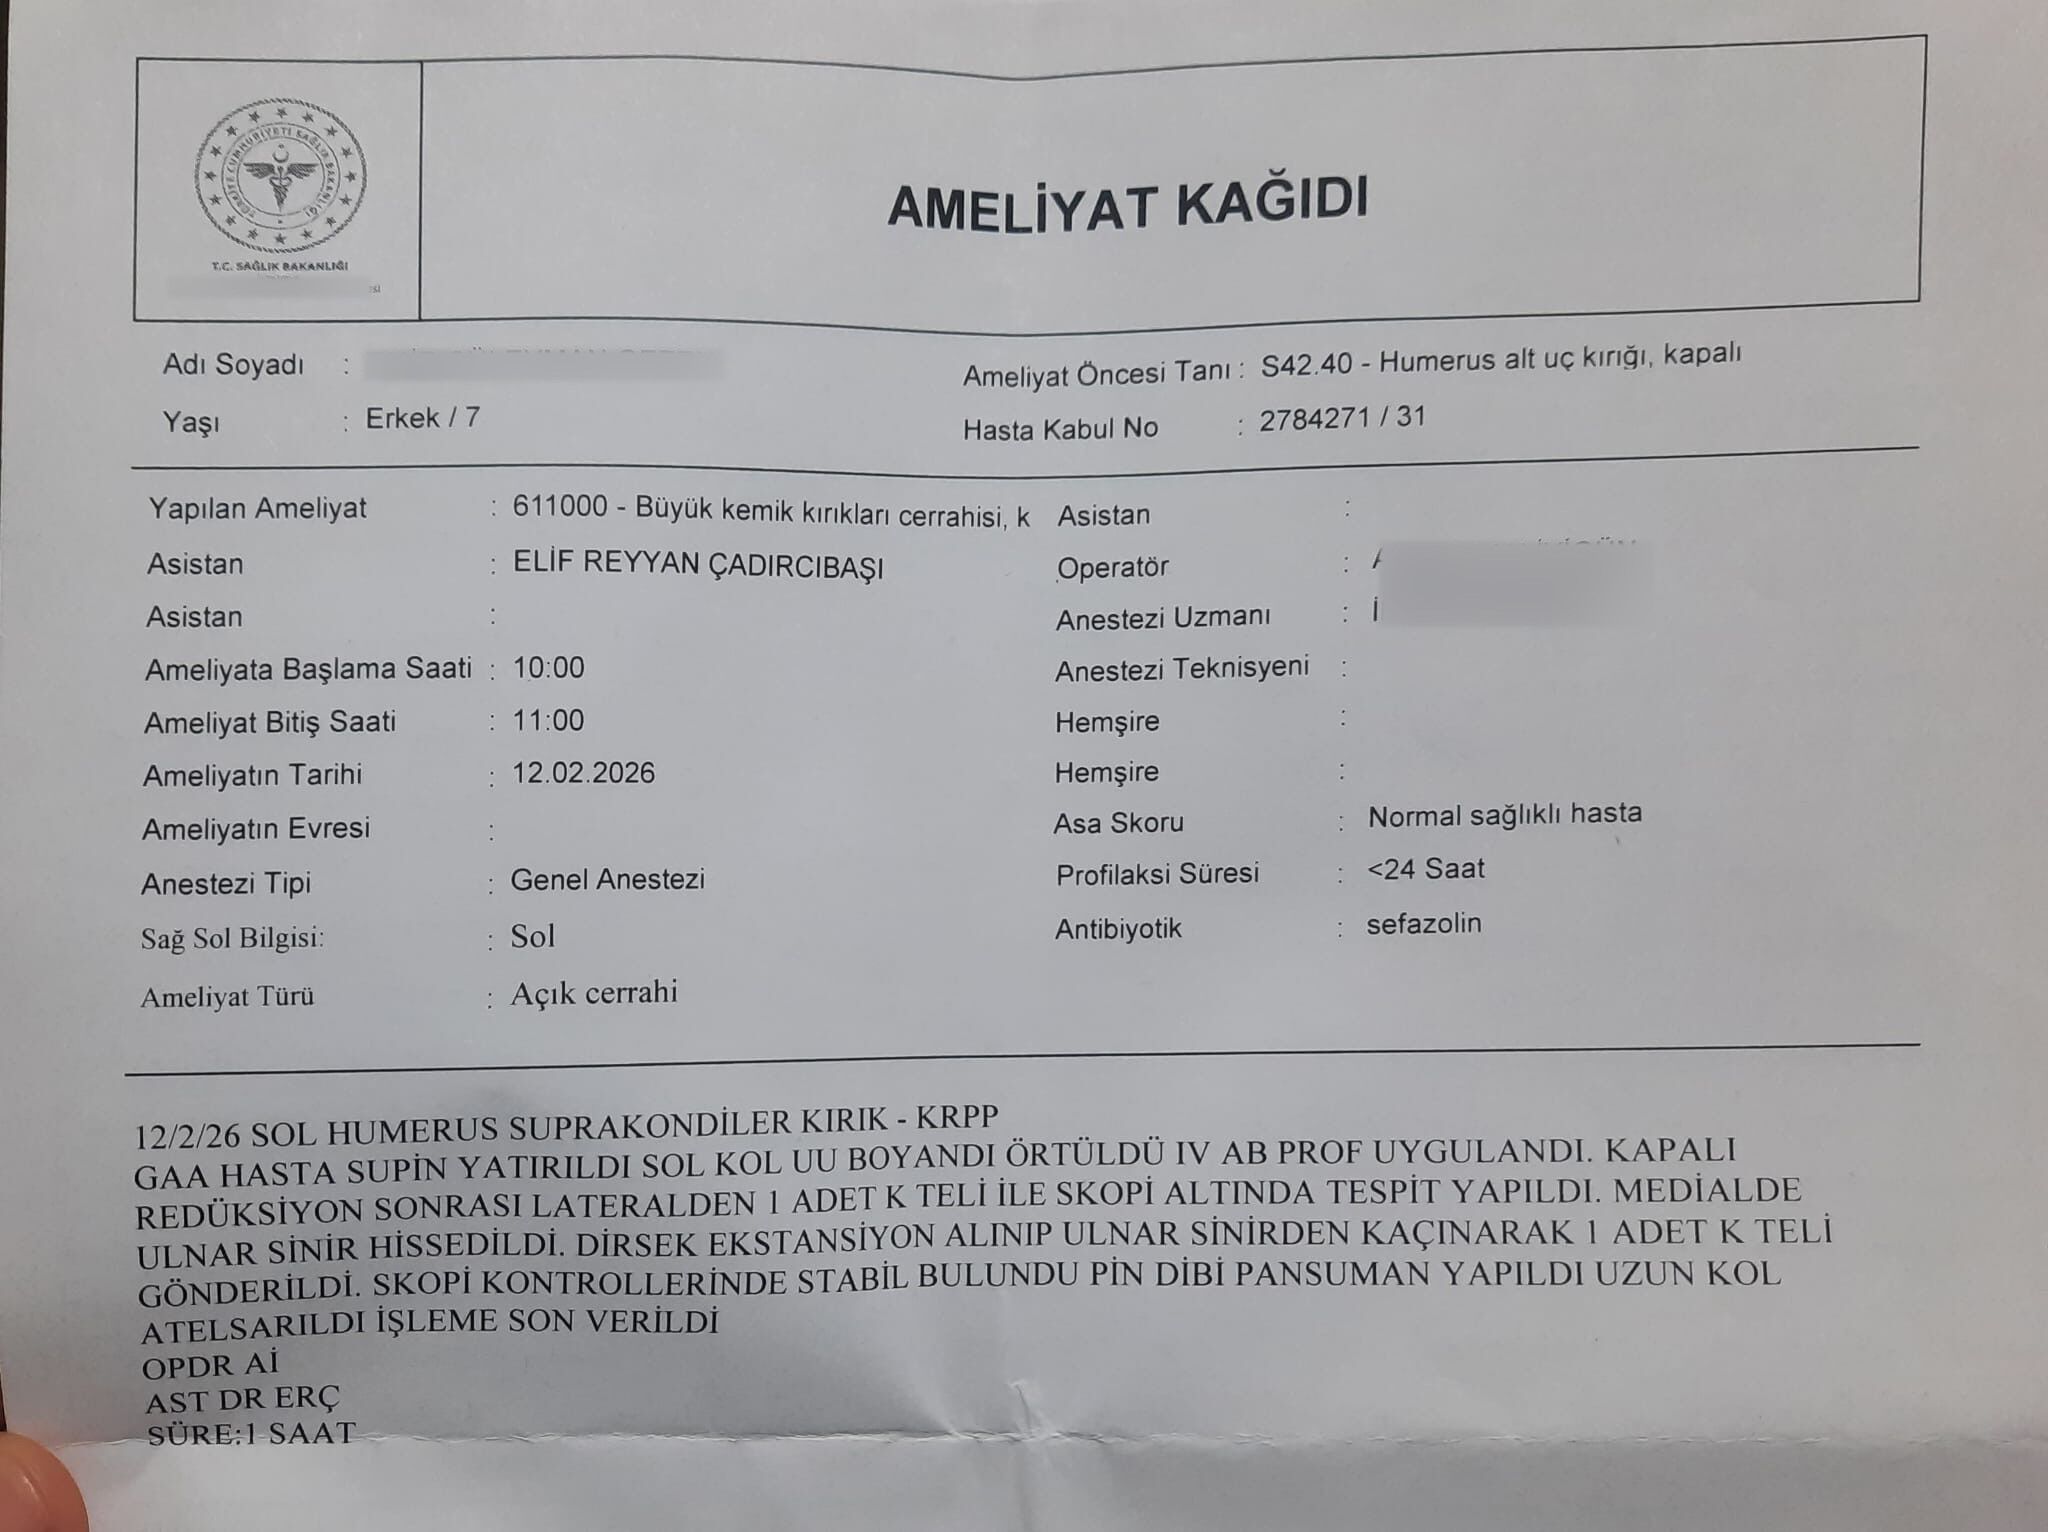 TÜRKİYE CUMHURİYETİ SAĞLIK BAKANLIĞI
T.C. SAĞLIK BAKANLIĞI
AMELİYAT KAĞIDI
Adı Soyadı :
Ameliyat Öncesi Tanı : S42.40 - Humerus alt uç kırığı, kapalı
Yaşı : Erkek / 7
Hasta Kabul No : 2784271 / 31
Yapılan Ameliyat : 611000 - Büyük kemik kırıkları cerrahisi, k
Asistan :
Asistan : ELİF REYYAN ÇADIRCIBAŞI
Operatör :
Asistan :
Anestezi Uzmanı :
Ameliyata Başlama Saati : 10:00
Anestezi Teknisyeni :
Ameliyat Bitiş Saati : 11:00
Hemşire :
Ameliyatın Tarihi : 12.02.2026
Hemşire :
Ameliyatın Evresi :
Asa Skoru : Normal sağlıklı hasta
Anestezi Tipi : Genel Anestezi
Profilaksi Süresi : <24 Saat
Sağ Sol Bilgisi: : Sol
Antibiyotik : sefazolin
Ameliyat Türü : Açık cerrahi
12/2/26 SOL HUMERUS SUPRAKONDİLER KIRIK - KRPP
GAA HASTA SUPİN YATIRILDI SOL KOL UU BOYANDI ÖRTÜLDÜ IV AB PROF UYGULANDI. KAPALI
REDÜKSİYON SONRASI LATERALDEN 1 ADET K TELİ İLE SKOPİ ALTINDA TESPİT YAPILDI. MEDİALDE
ULNAR SİNİR HİSSEDİLDİ. DİRSEK EKSTANSİYON ALINIP ULNAR SİNİRDEN KAÇINARAK 1 ADET K TELİ
GÖNDERİLDİ. SKOPİ KONTROLLERİNDE STABİL BULUNDU PİN DİBİ PANSUMAN YAPILDI UZUN KOL
ATELSARILDI İŞLEME SON VERİLDİ
OPDR Aİ
AST DR ERÇ
SÜRE:1 SAAT